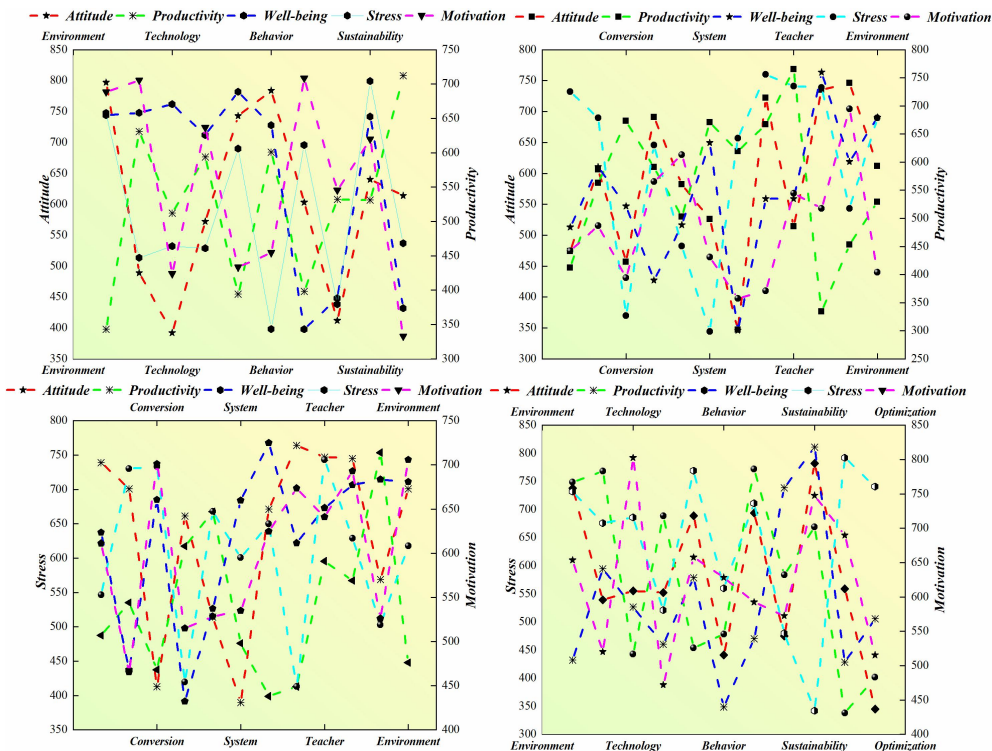 Attitude Productivity Well-being Stress Motivation
Environment Technology Behavior Sustainability
850 800 750 700 650 600 550 500 450 400 350
Attitude
750 700 650 600 550 500 450 400 350 300
Productivity
Environment Technology Behavior Sustainability
Attitude Productivity Well-being Stress Motivation
Conversion System Teacher Environment
850 800 750 700 650 600 550 500 450 400 350 300
Attitude
800 750 700 650 600 550 500 450 400 350 300 250
Productivity
Conversion System Teacher Environment
Attitude Productivity Well-being Stress Motivation
Conversion System Teacher Environment
800 750 700 650 600 550 500 450 400 350
Stress
750 700 650 600 550 500 450 400
Motivation
Conversion System Teacher Environment
Attitude Productivity Well-being Stress Motivation
Environment Technology Behavior Sustainability Optimization
850 800 750 700 650 600 550 500 450 400 350 300
Stress
850 800 750 700 650 600 550 500 450 400
Motivation
Environment Technology Behavior Sustainability Optimization